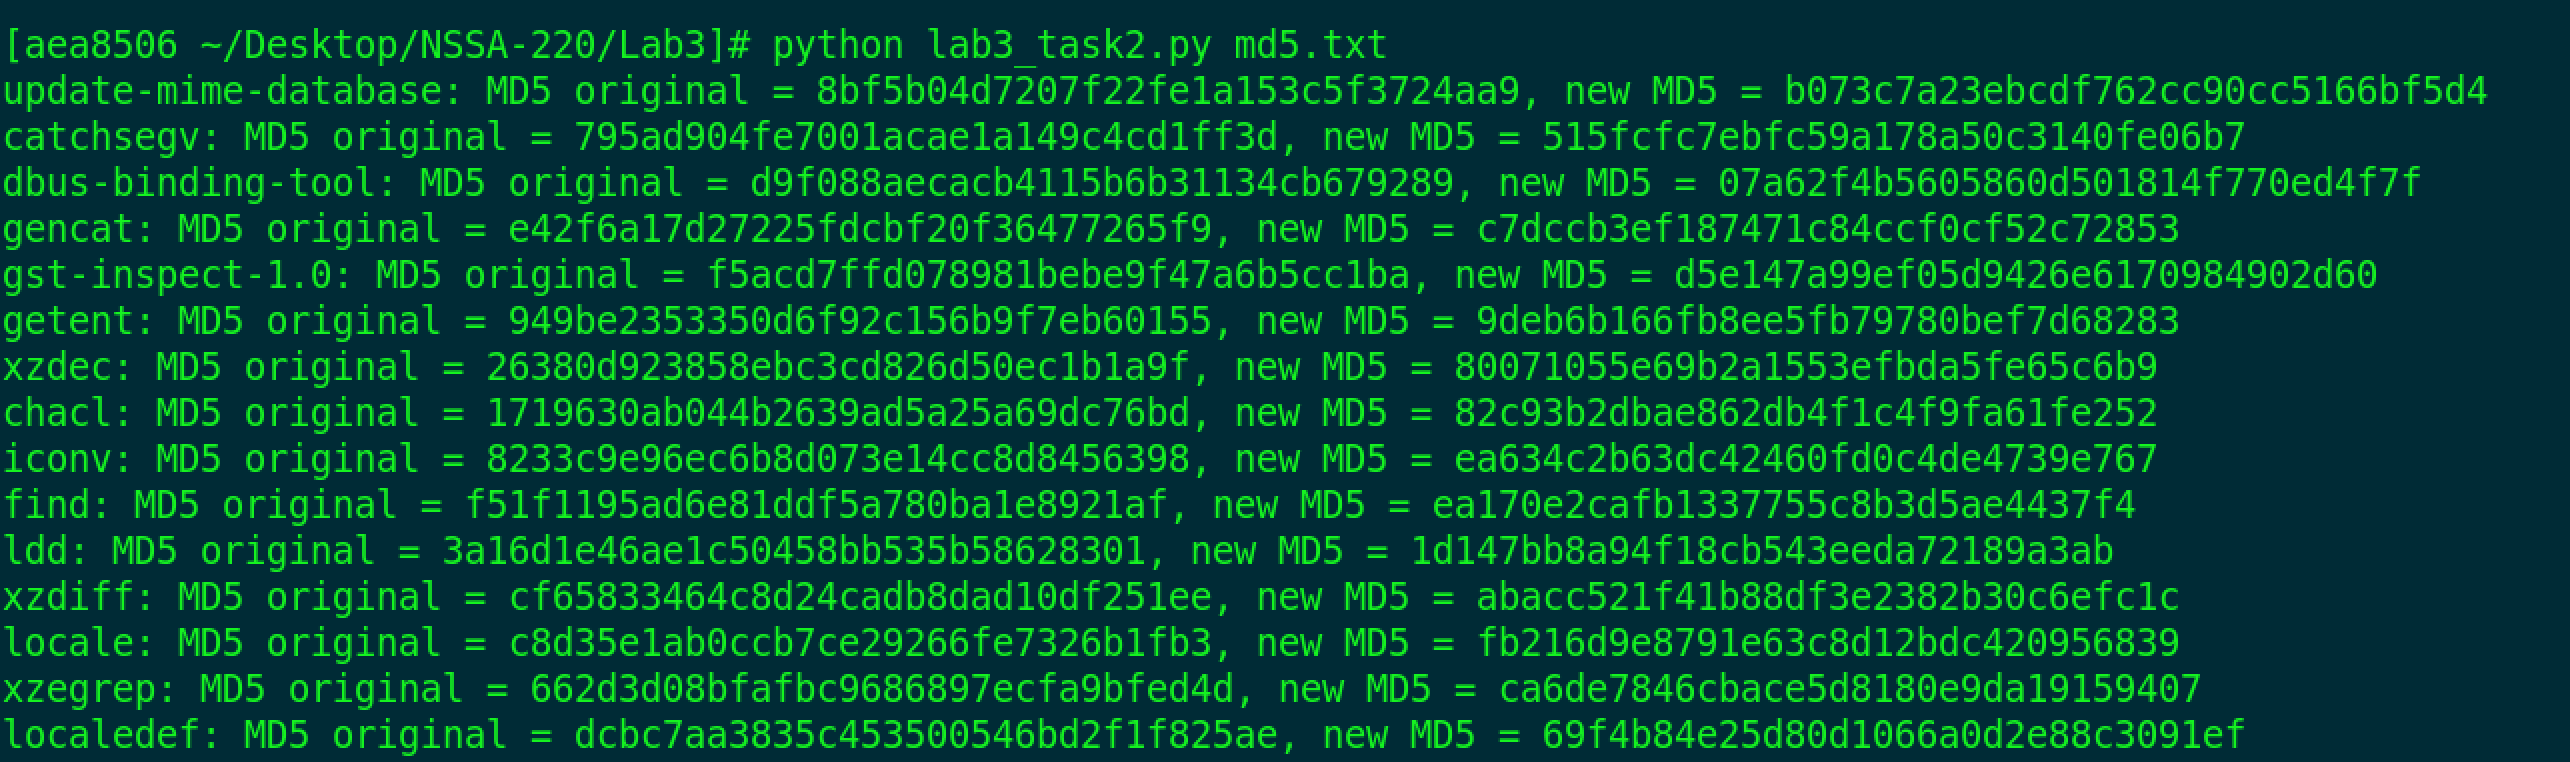 [aea8506 ~/Desktop/NSSA-220/Lab3]# python lab3_task2.py md5.txt
update-mime-database: MD5 original = 8bf5b04d7207f22fe1a153c5f3724aa9, new MD5 = b073c7a23ebcdf762cc90cc5166bf5d4
catchsegv: MD5 original = 795ad904fe7001acae1a149c4cd1ff3d, new MD5 = 515fcfc7ebfc59a178a50c3140fe06b7
dbus-binding-tool: MD5 original = d9f088aecacb4115b6b31134cb679289, new MD5 = 07a62f4b5605860d501814f770ed4f7f
gencat: MD5 original = e42f6a17d27225fdcbf20f36477265f9, new MD5 = c7dccb3ef187471c84ccf0cf52c72853
gst-inspect-1.0: MD5 original = f5acd7ffd078981bebe9f47a6b5cc1ba, new MD5 = d5e147a99ef05d9426e6170984902d60
getent: MD5 original = 949be2353350d6f92c156b9f7eb60155, new MD5 = 9deb6b166fb8ee5fb79780bef7d68283
xzdec: MD5 original = 26380d923858ebc3cd826d50ec1b1a9f, new MD5 = 80071055e69b2a1553efbda5fe65c6b9
chacl: MD5 original = 1719630ab044b2639ad5a25a69dc76bd, new MD5 = 82c93b2dbae862db4f1c4f9fa61fe252
iconv: MD5 original = 8233c9e96ec6b8d073e14cc8d8456398, new MD5 = ea634c2b63dc42460fd0c4de4739e767
find: MD5 original = f51f1195ad6e81ddf5a780ba1e8921af, new MD5 = ea170e2cafb1337755c8b3d5ae4437f4
ldd: MD5 original = 3a16d1e46ae1c50458bb535b58628301, new MD5 = 1d147bb8a94f18cb543eeda72189a3ab
xzdiff: MD5 original = cf65833464c8d24cadb8dad10df251ee, new MD5 = abacc521f41b88df3e2382b30c6efc1c
locale: MD5 original = c8d35e1ab0ccb7ce29266fe7326b1fb3, new MD5 = fb216d9e8791e63c8d12bdc420956839
xzegrep: MD5 original = 662d3d08bfafbc9686897ecfa9bfed4d, new MD5 = ca6de7846cbace5d8180e9da19159407
localedef: MD5 original = dcbc7aa3835c453500546bd2f1f825ae, new MD5 = 69f4b84e25d80d1066a0d2e88c3091ef